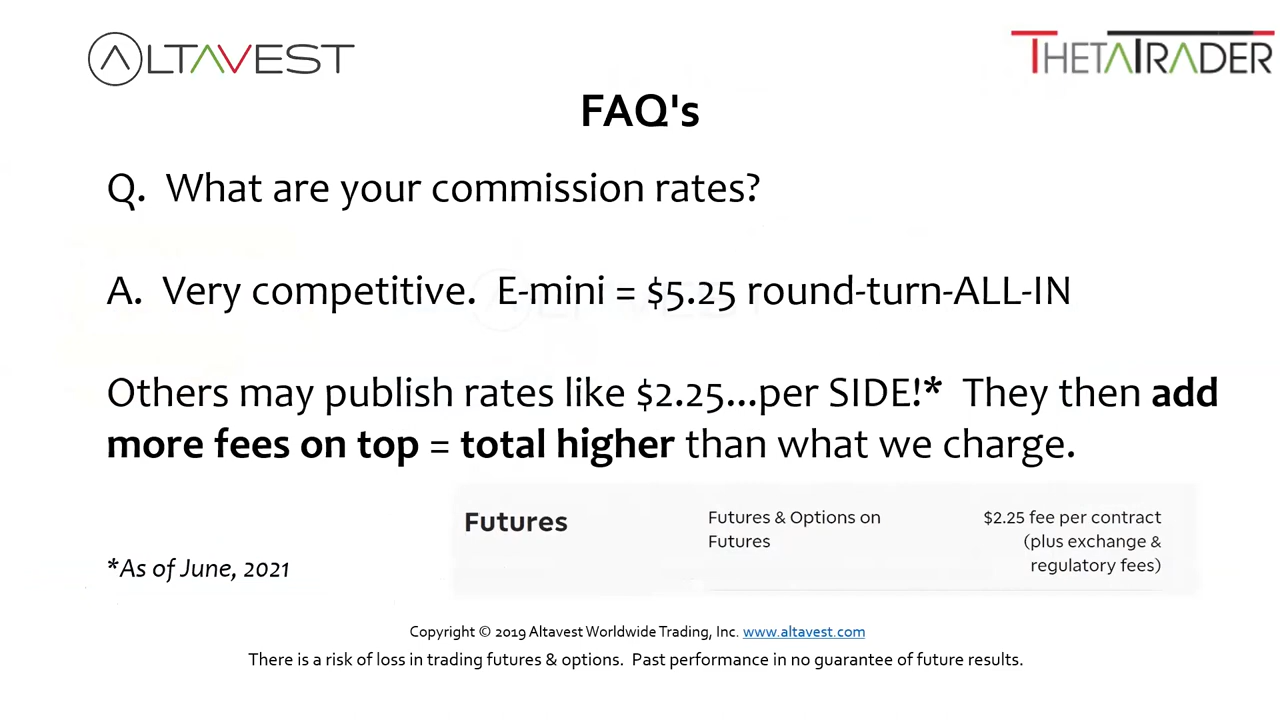 ALTAVEST
THETATRADER
FAQ's
Q. What are your commission rates?
A. Very competitive. E-mini = $5.25 round-turn-ALL-IN
Others may publish rates like $2.25...per SIDE!* They then add
more fees on top = total higher than what we charge.
Futures
Futures & Options on
Futures
$2.25 fee per contract
(plus exchange &
regulatory fees)
*As of June, 2021
Copyright © 2019 Altavest Worldwide Trading, Inc. www.altavest.com
There is a risk of loss in trading futures & options. Past performance in no guarantee of future results.